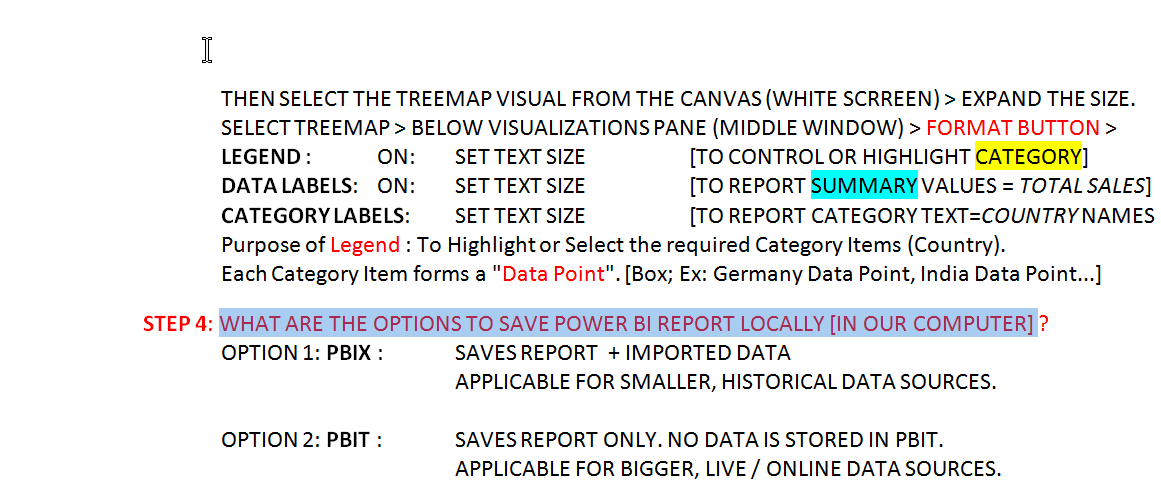 THEN SELECT THE TREEMAP VISUAL FROM THE CANVAS (WHITE SCRREEN) > EXPAND THE SIZE.
SELECT TREEMAP > BELOW VISUALIZATIONS PANE (MIDDLE WINDOW) > FORMAT BUTTON >
LEGEND : ON: SET TEXT SIZE [TO CONTROL OR HIGHLIGHT CATEGORY]
DATA LABELS: ON: SET TEXT SIZE [TO REPORT SUMMARY VALUES = TOTAL SALES]
CATEGORY LABELS: SET TEXT SIZE [TO REPORT CATEGORY TEXT=COUNTRY NAMES
Purpose of Legend : To Highlight or Select the required Category Items (Country).
Each Category Item forms a "Data Point". [Box; Ex: Germany Data Point, India Data Point...]
STEP 4: WHAT ARE THE OPTIONS TO SAVE POWER BI REPORT LOCALLY [IN OUR COMPUTER] ?
OPTION 1: PBIX : SAVES REPORT + IMPORTED DATA
APPLICABLE FOR SMALLER, HISTORICAL DATA SOURCES.
OPTION 2: PBIT : SAVES REPORT ONLY. NO DATA IS STORED IN PBIT.
APPLICABLE FOR BIGGER, LIVE / ONLINE DATA SOURCES.